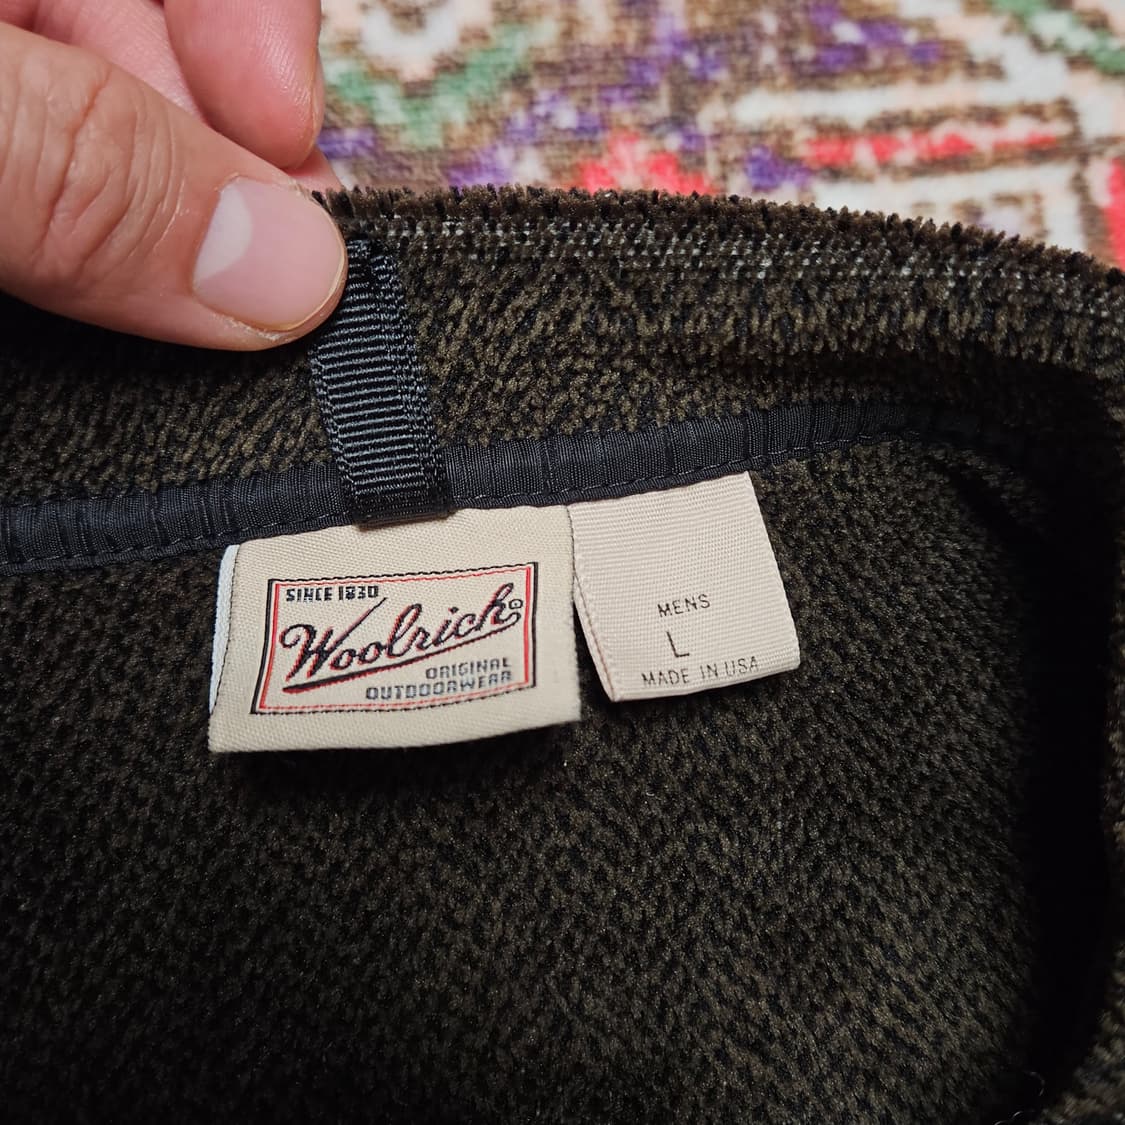 SINCE 1830
Woolrich
ORIGINAL
OUTDOORWEAR
MENS
L
MADE IN USA